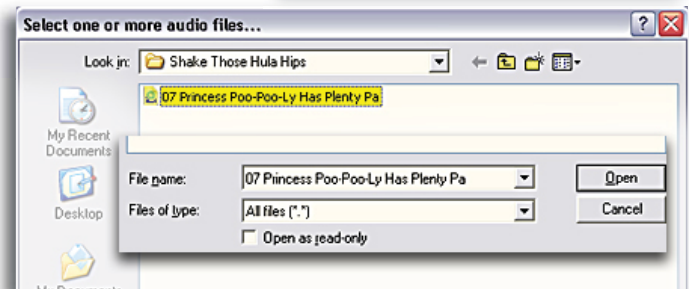 Select one or more audio files...
Look in: Shake Those Hula Hips
07 Princess Poo-Poo-Ly Has Plenty Pa
My Recent
Documents
File name: 07 Princess Poo-Poo-Ly Has Plenty Pa Open
Files of type: All files (".") Cancel
Open as read-only
Desktop
My Documents